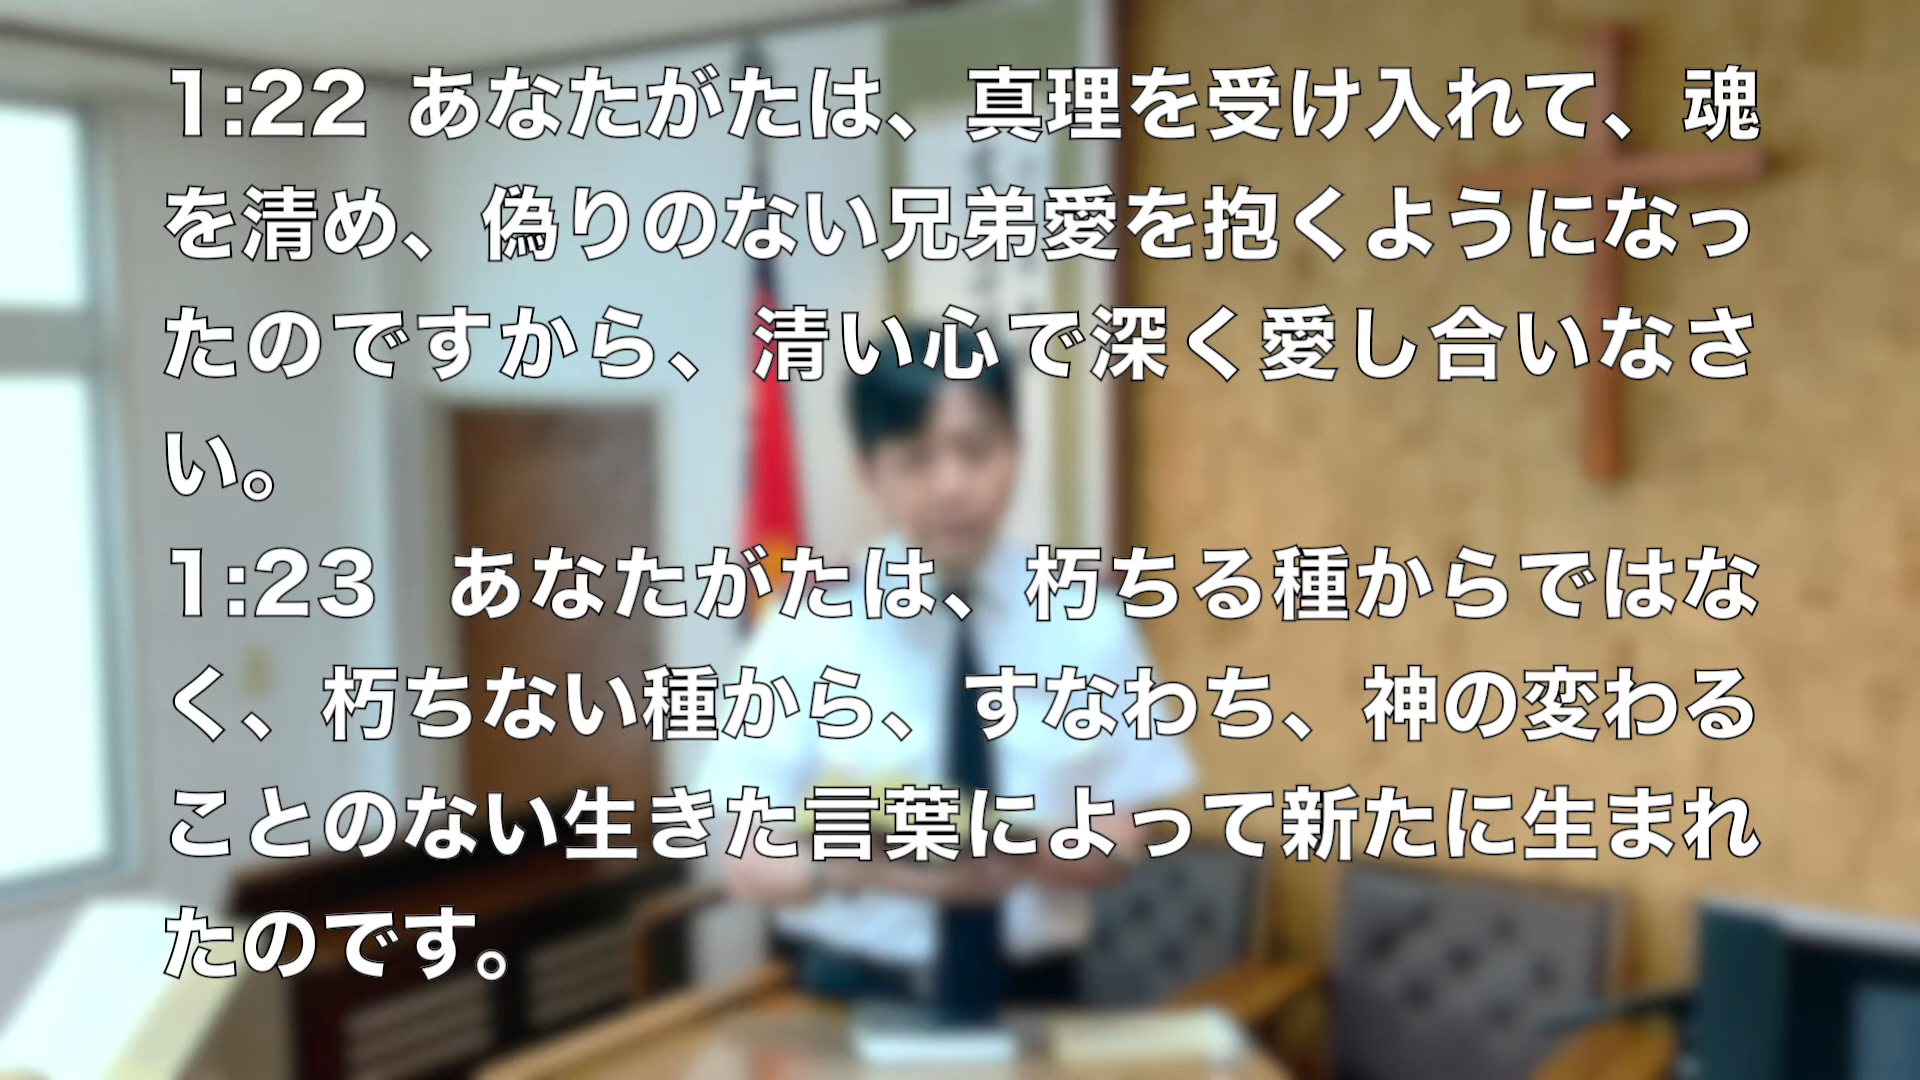 1:22 あなたがたは、真理を受け入れて、魂
を清め、偽りのない兄弟愛を抱くようになっ
たのですから、清い心で深く愛し合いなさ
い。
1:23 あなたがたは、朽ちる種からではな
く、朽ちない種から、すなわち、神の変わる
ことのない生きた言葉によって新たに生まれ
たのです。